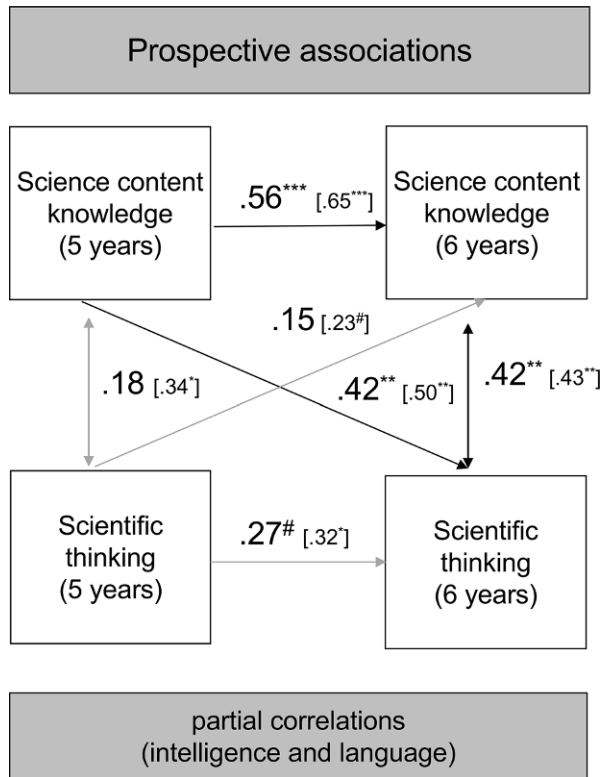 Prospective associations
Science content
knowledge
(5 years)
.56*** [.65***]
Science content
knowledge
(6 years)
.15 [.23#]
.18 [.34*]
.42** [.50**]
.42** [.43**]
Scientific
thinking
(5 years)
.27# [.32*]
Scientific
thinking
(6 years)
partial correlations
(intelligence and language)